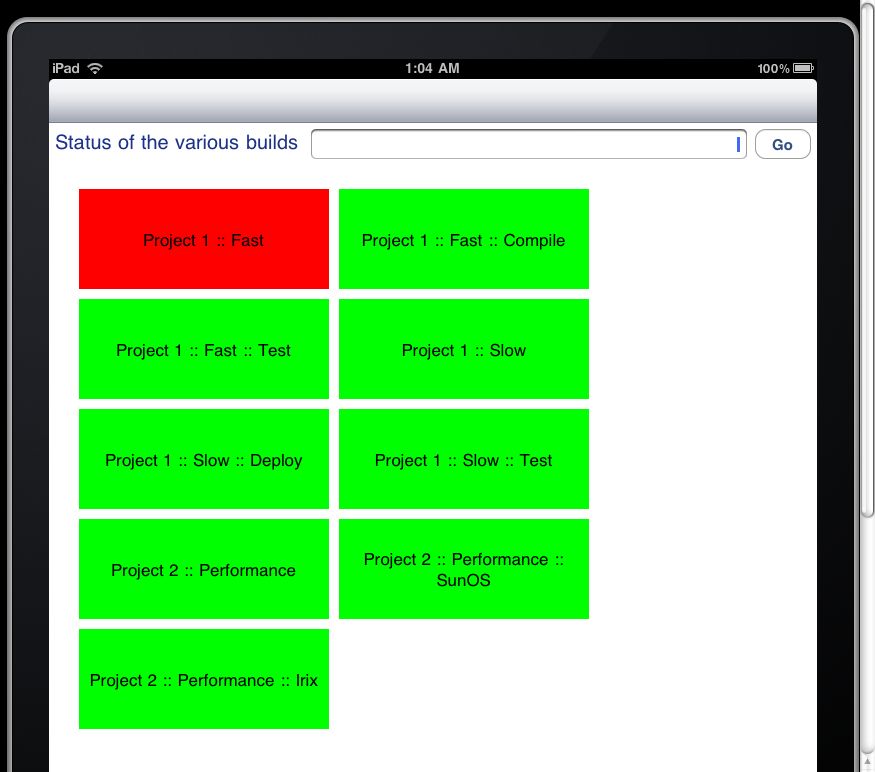 iPad 1:04 AM 100%
Status of the various builds Go
Project 1 :: Fast
Project 1 :: Fast :: Compile
Project 1 :: Fast :: Test
Project 1 :: Slow
Project 1 :: Slow :: Deploy
Project 1 :: Slow :: Test
Project 2 :: Performance
Project 2 :: Performance ::
SunOS
Project 2 :: Performance :: Irix